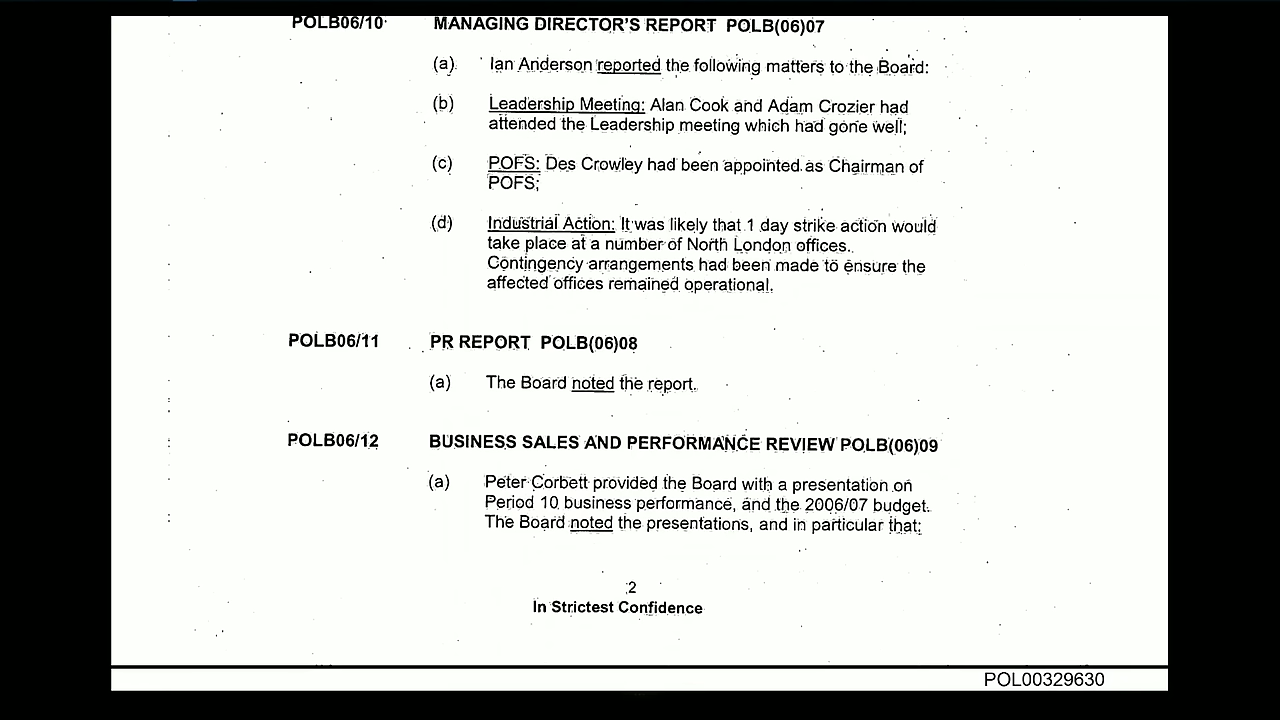 POLB06/10 MANAGING DIRECTOR'S REPORT POLB(06)07
(a) Ian Anderson reported the following matters to the Board:
(b) Leadership Meeting: Alan Cook and Adam Crozier had
attended the Leadership meeting which had gone well;
(c) POFS: Des Crowley had been appointed as Chairman of
POFS;
(d) Industrial Action: It was likely that 1 day strike action would
take place at a number of North London offices.
Contingency arrangements had been made to ensure the
affected offices remained operational.
POLB06/11 PR REPORT POLB(06)08
(a) The Board noted the report.
POLB06/12 BUSINESS SALES AND PERFORMANCE REVIEW POLB(06)09
(a) Peter Corbett provided the Board with a presentation on
Period 10 business performance, and the 2006/07 budget.
The Board noted the presentations, and in particular that:
2
In Strictest Confidence
POL00329630